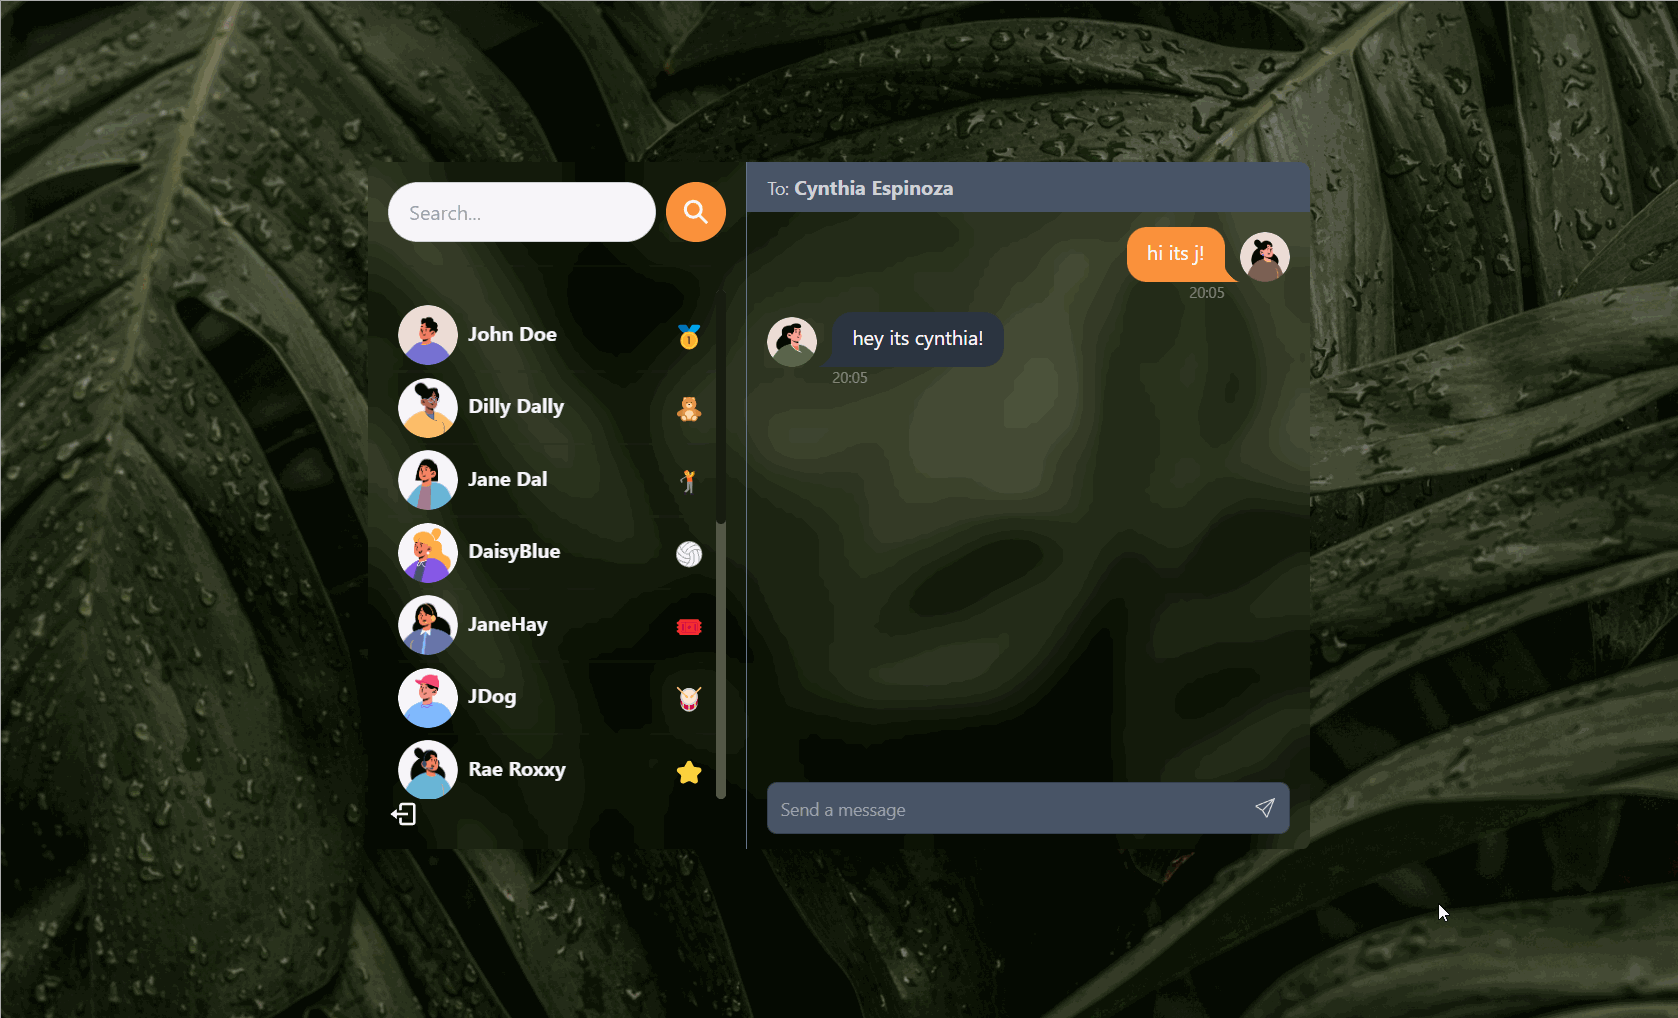 Search...
John Doe
Dilly Dally
Jane Dal
DaisyBlue
JaneHay
JDog
Rae Roxxy
To: Cynthia Espinoza
hi its j!
20:05
hey its cynthia!
20:05
Send a message